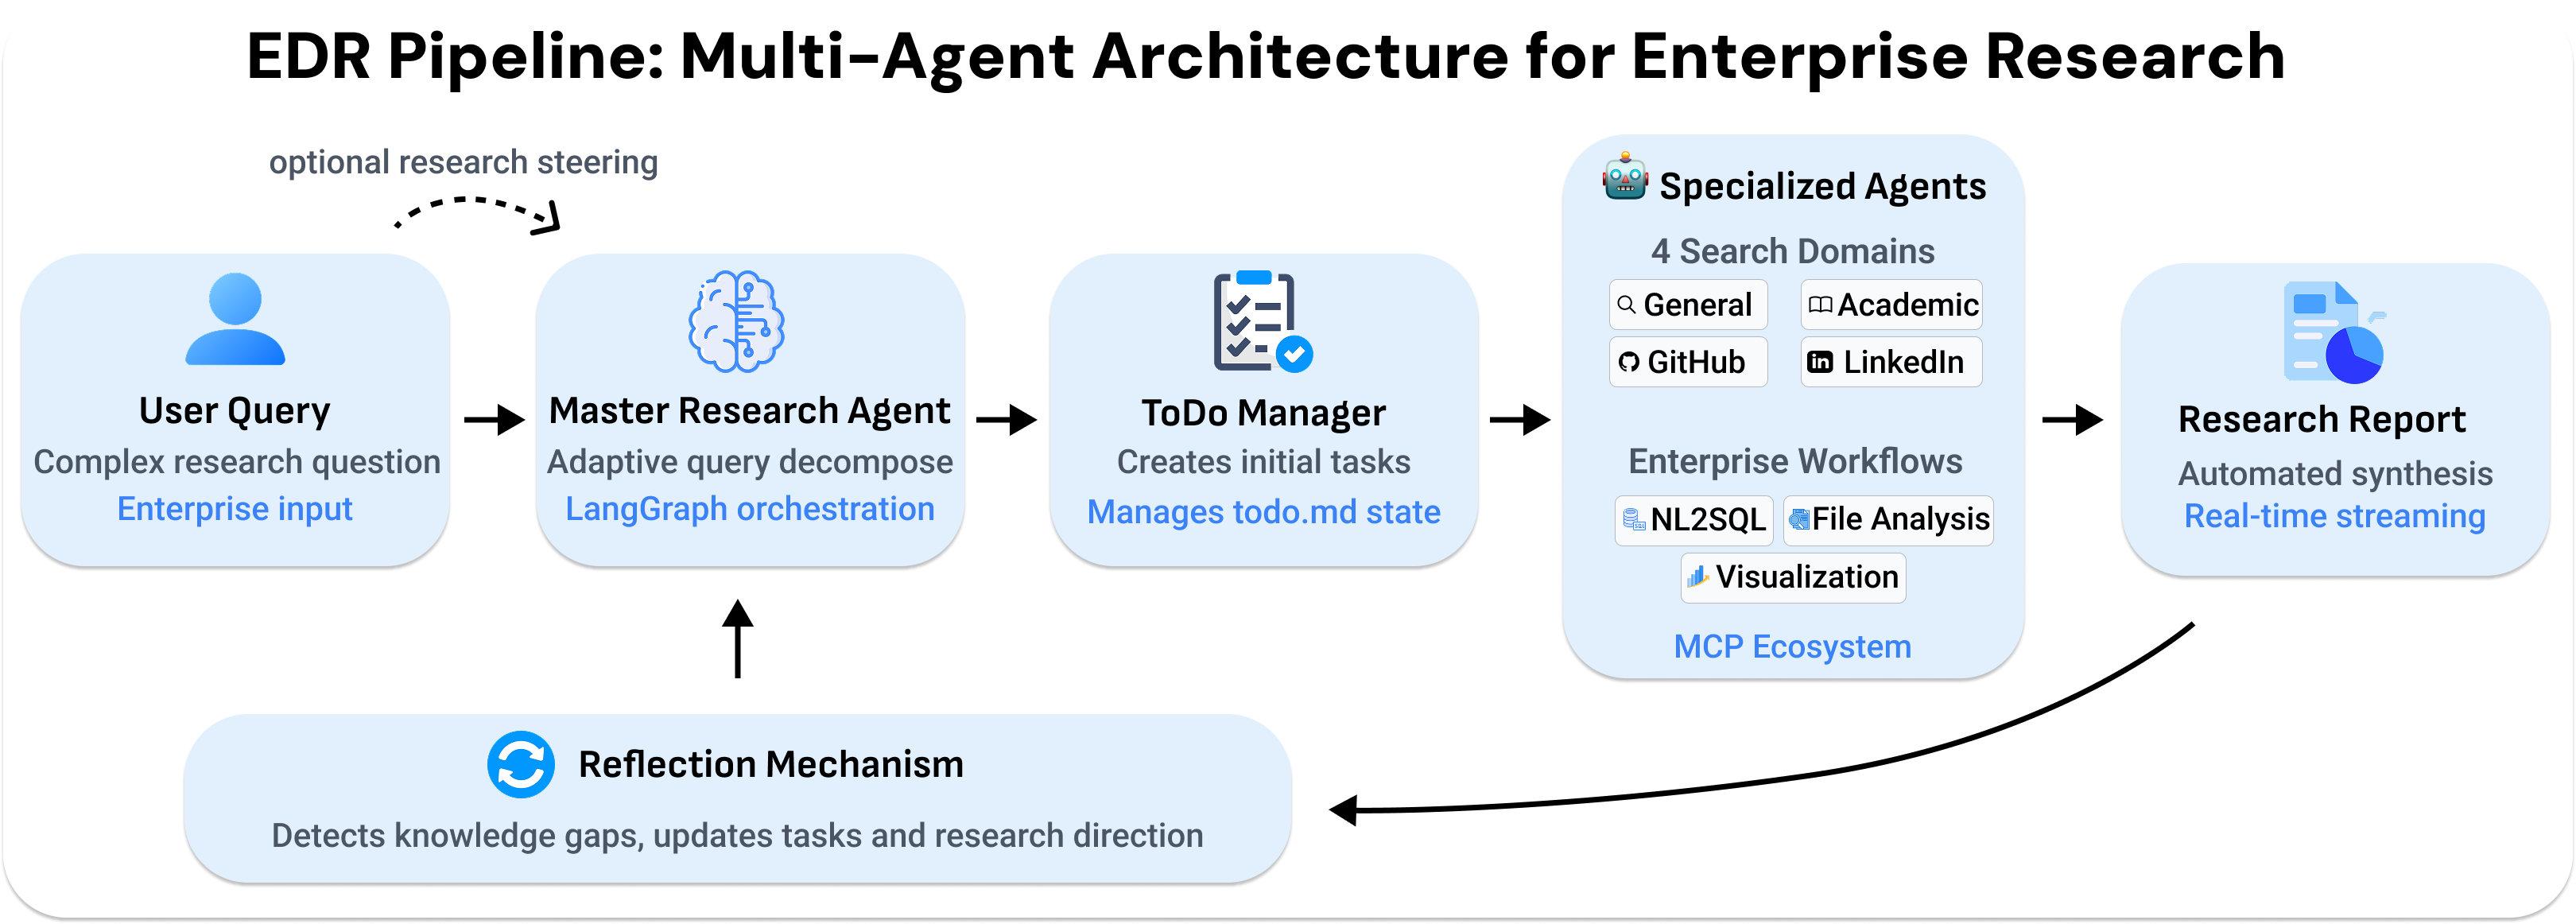 EDR Pipeline: Multi-Agent Architecture for Enterprise Research
optional research steering
User Query
Complex research question
Enterprise input
Master Research Agent
Adaptive query decompose
LangGraph orchestration
ToDo Manager
Creates initial tasks
Manages todo.md state
Specialized Agents
4 Search Domains
General
Academic
GitHub
LinkedIn
Enterprise Workflows
NL2SQL
File Analysis
Visualization
MCP Ecosystem
Research Report
Automated synthesis
Real-time streaming
Reflection Mechanism
Detects knowledge gaps, updates tasks and research direction